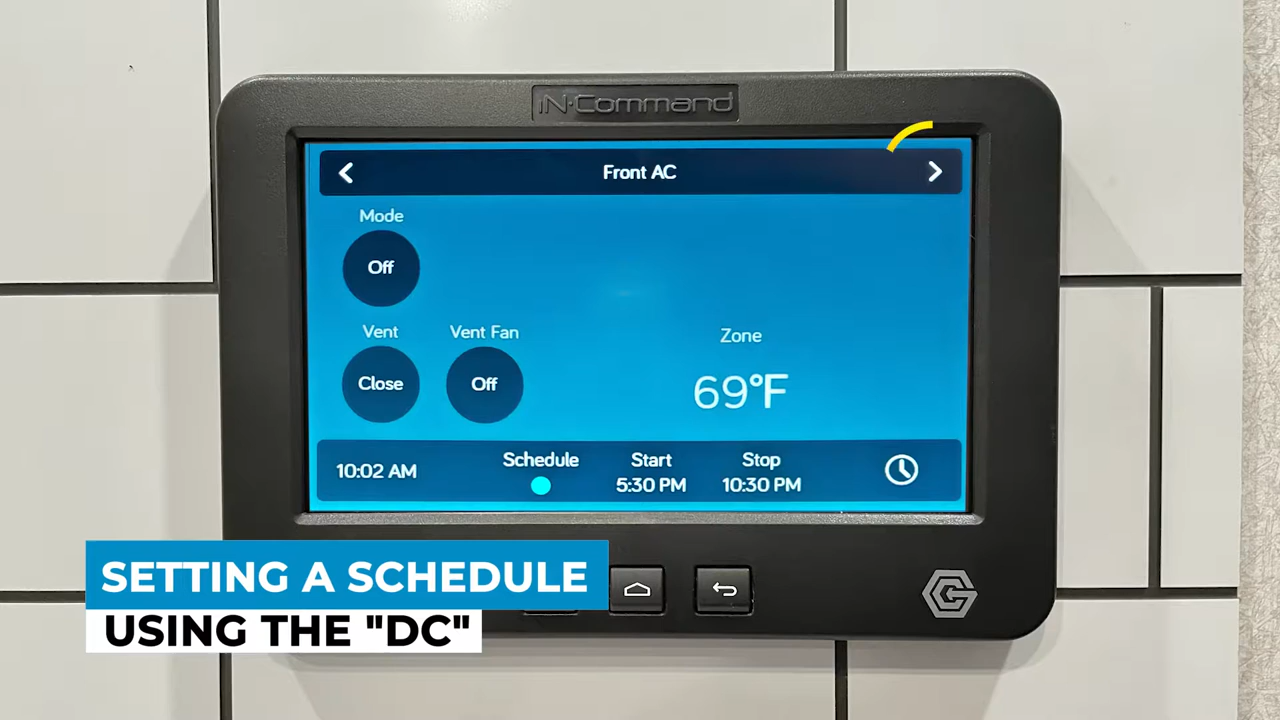 iN·Command
Front AC
Mode
Off
Vent
Vent Fan
Zone
Close
Off
69°F
10:02 AM
Schedule
Start
Stop
5:30 PM
10:30 PM
SETTING A SCHEDULE
USING THE "DC"